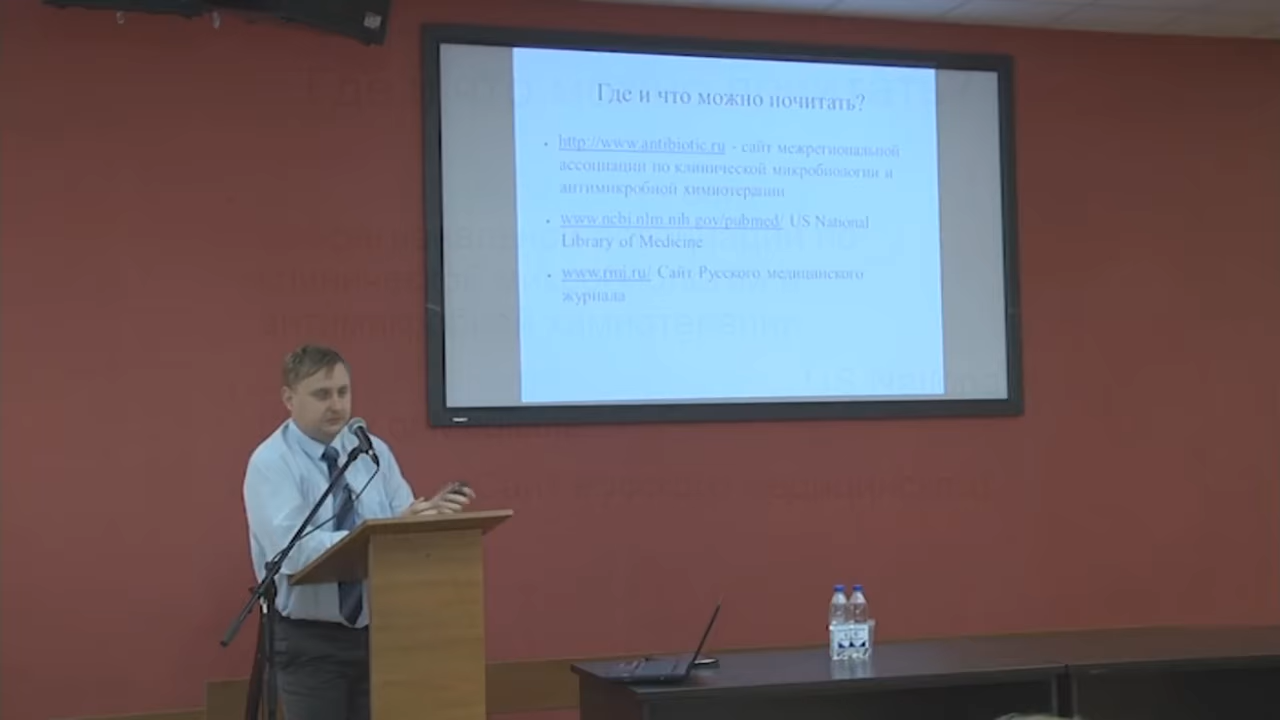 Где и что можно почитать?
http://www.antibiotic.ru - сайт межрегиональной
ассоциации по клинической микробиологии и
антимикробной химиотерапии
www.ncbi.nlm.nih.gov/pubmed/ US National
Library of Medicine
www.rmj.ru/ Сайт Русского медицинского
журнала